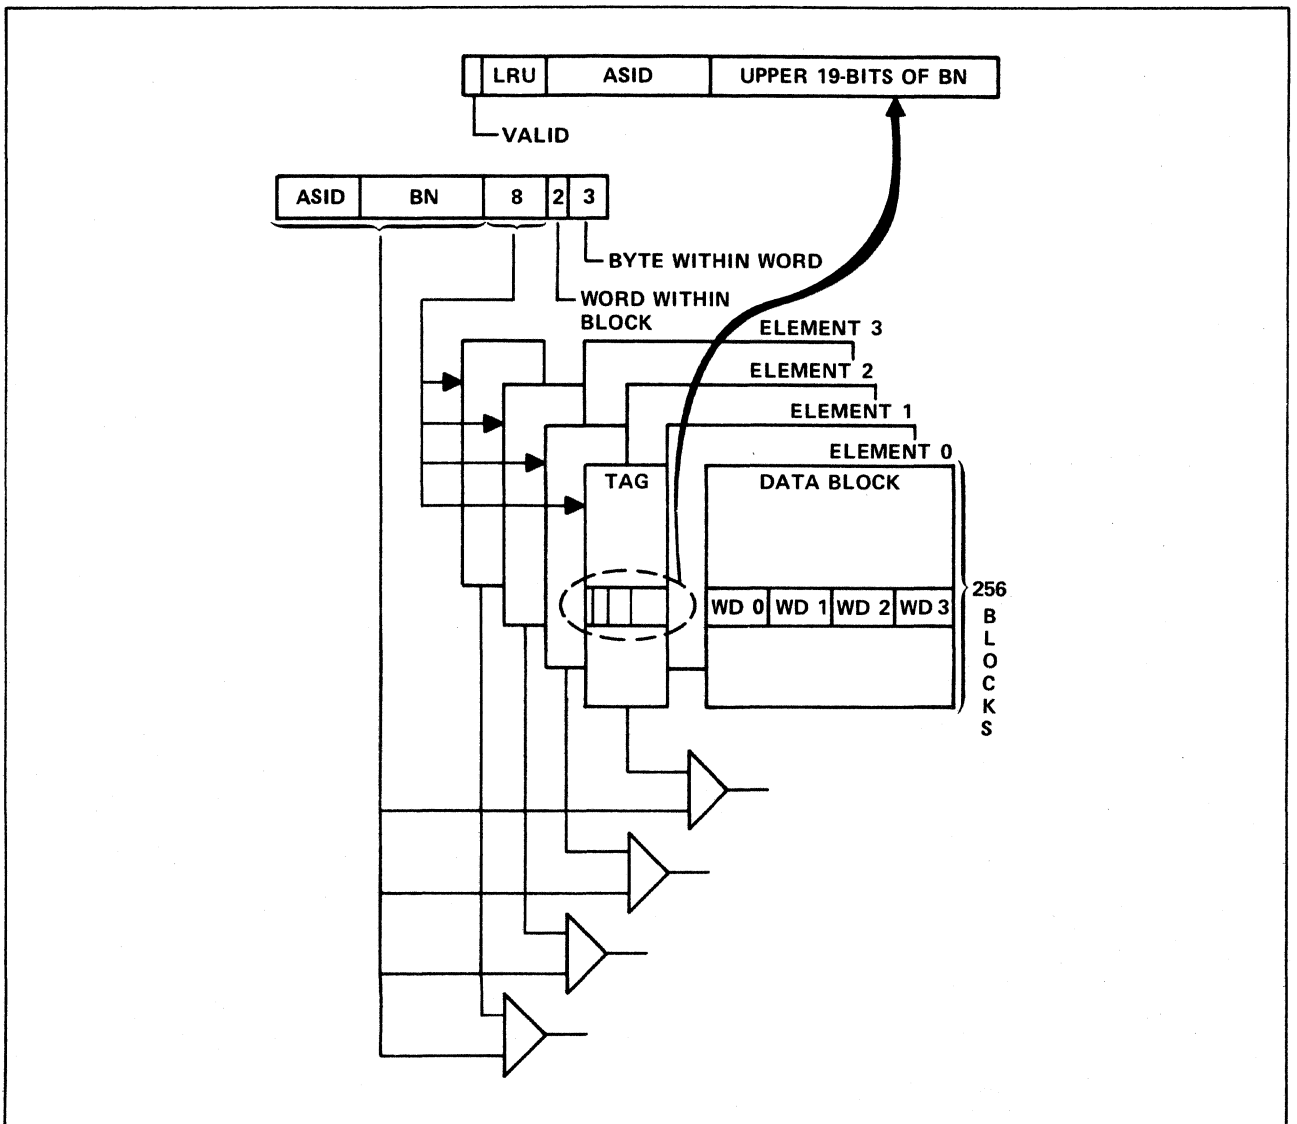 LRU ASID UPPER 19-BITS OF BN
VALID
ASID BN 8 2 3
BYTE WITHIN WORD
WORD WITHIN
BLOCK
ELEMENT 3
ELEMENT 2
ELEMENT 1
ELEMENT 0
TAG DATA BLOCK
WD 0 WD 1 WD 2 WD 3
256
B
L
O
C
K
S